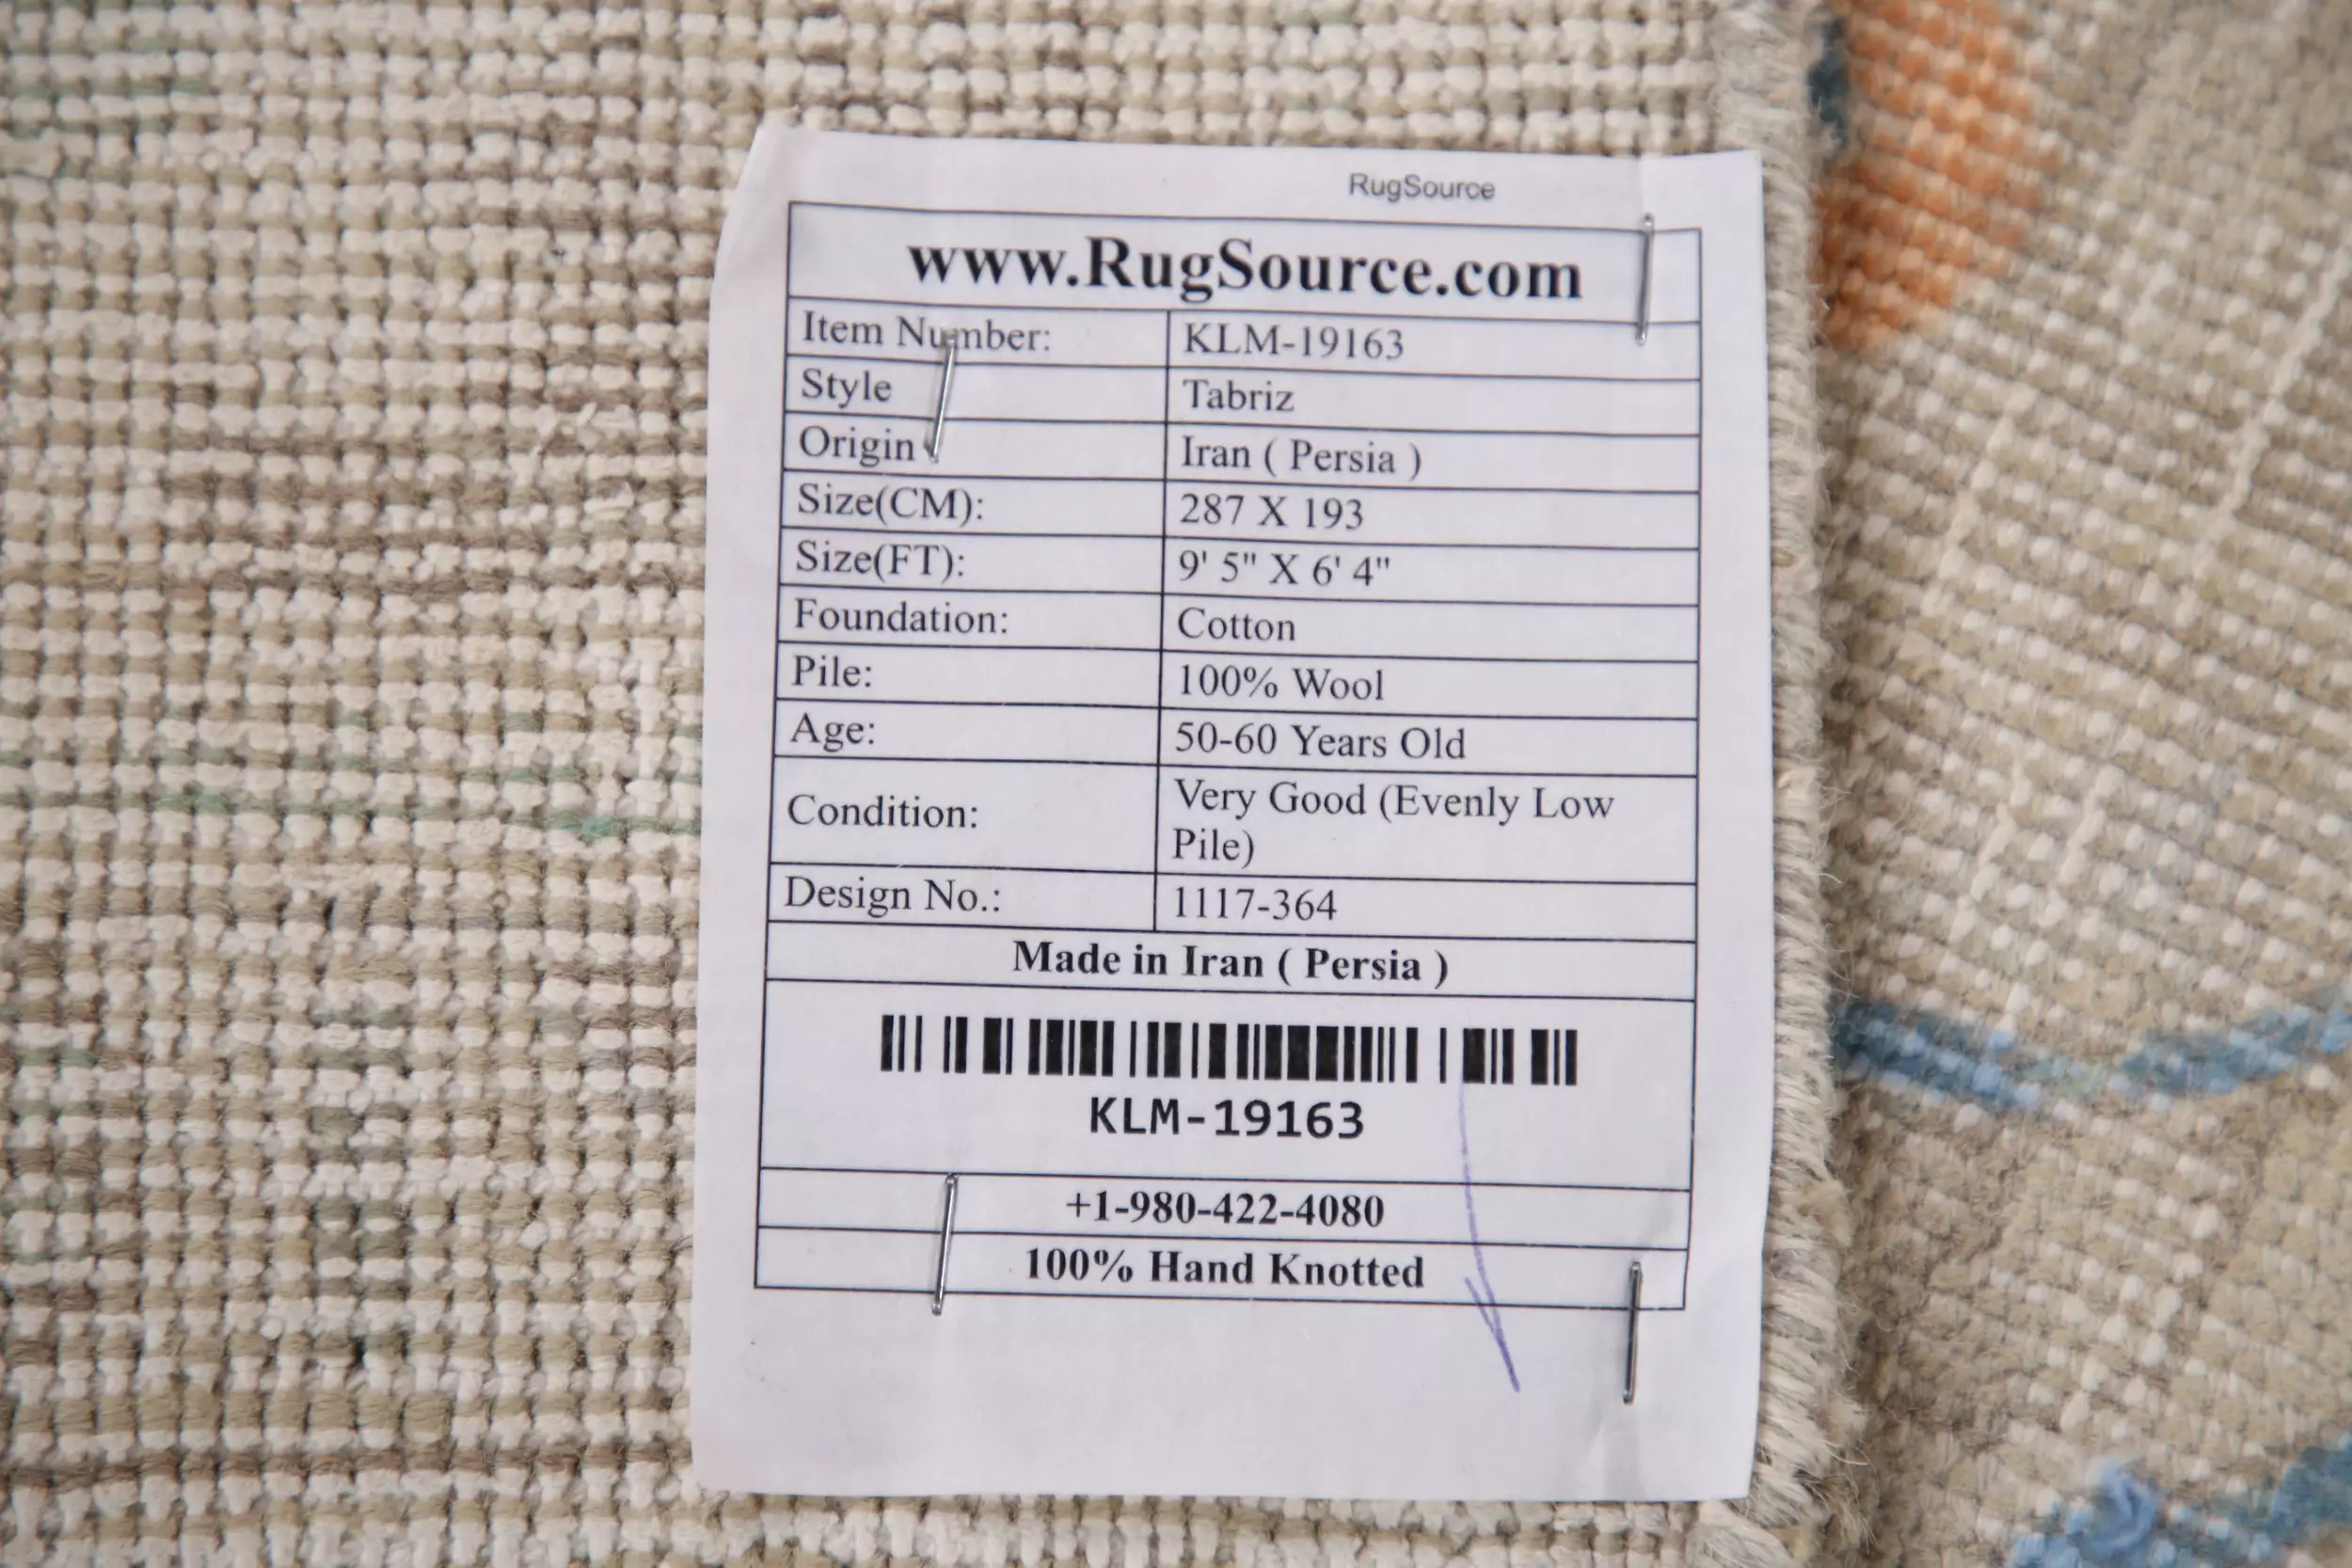 RugSource
www.RugSource.com
Item Number: KLM-19163
Style Tabriz
Origin Iran ( Persia )
Size(CM): 287 X 193
Size(FT): 9' 5" X 6' 4"
Foundation: Cotton
Pile: 100% Wool
Age: 50-60 Years Old
Condition: Very Good (Evenly Low
Pile)
Design No.: 1117-364
Made in Iran ( Persia )
KLM-19163
+1-980-422-4080
100% Hand Knotted